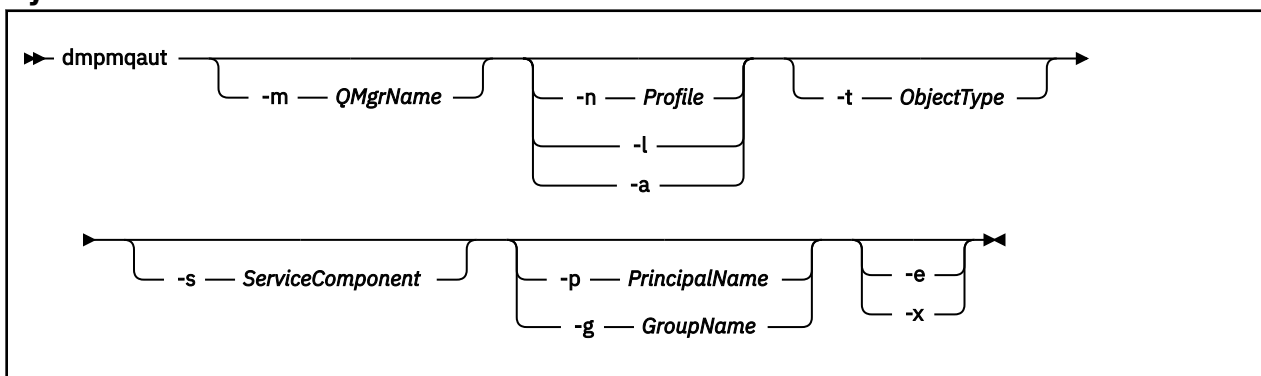 dmpmqaut
-m QMgrName
-n Profile
-l
-a
-t ObjectType
-s ServiceComponent
-p PrincipalName
-g GroupName
-e
-x